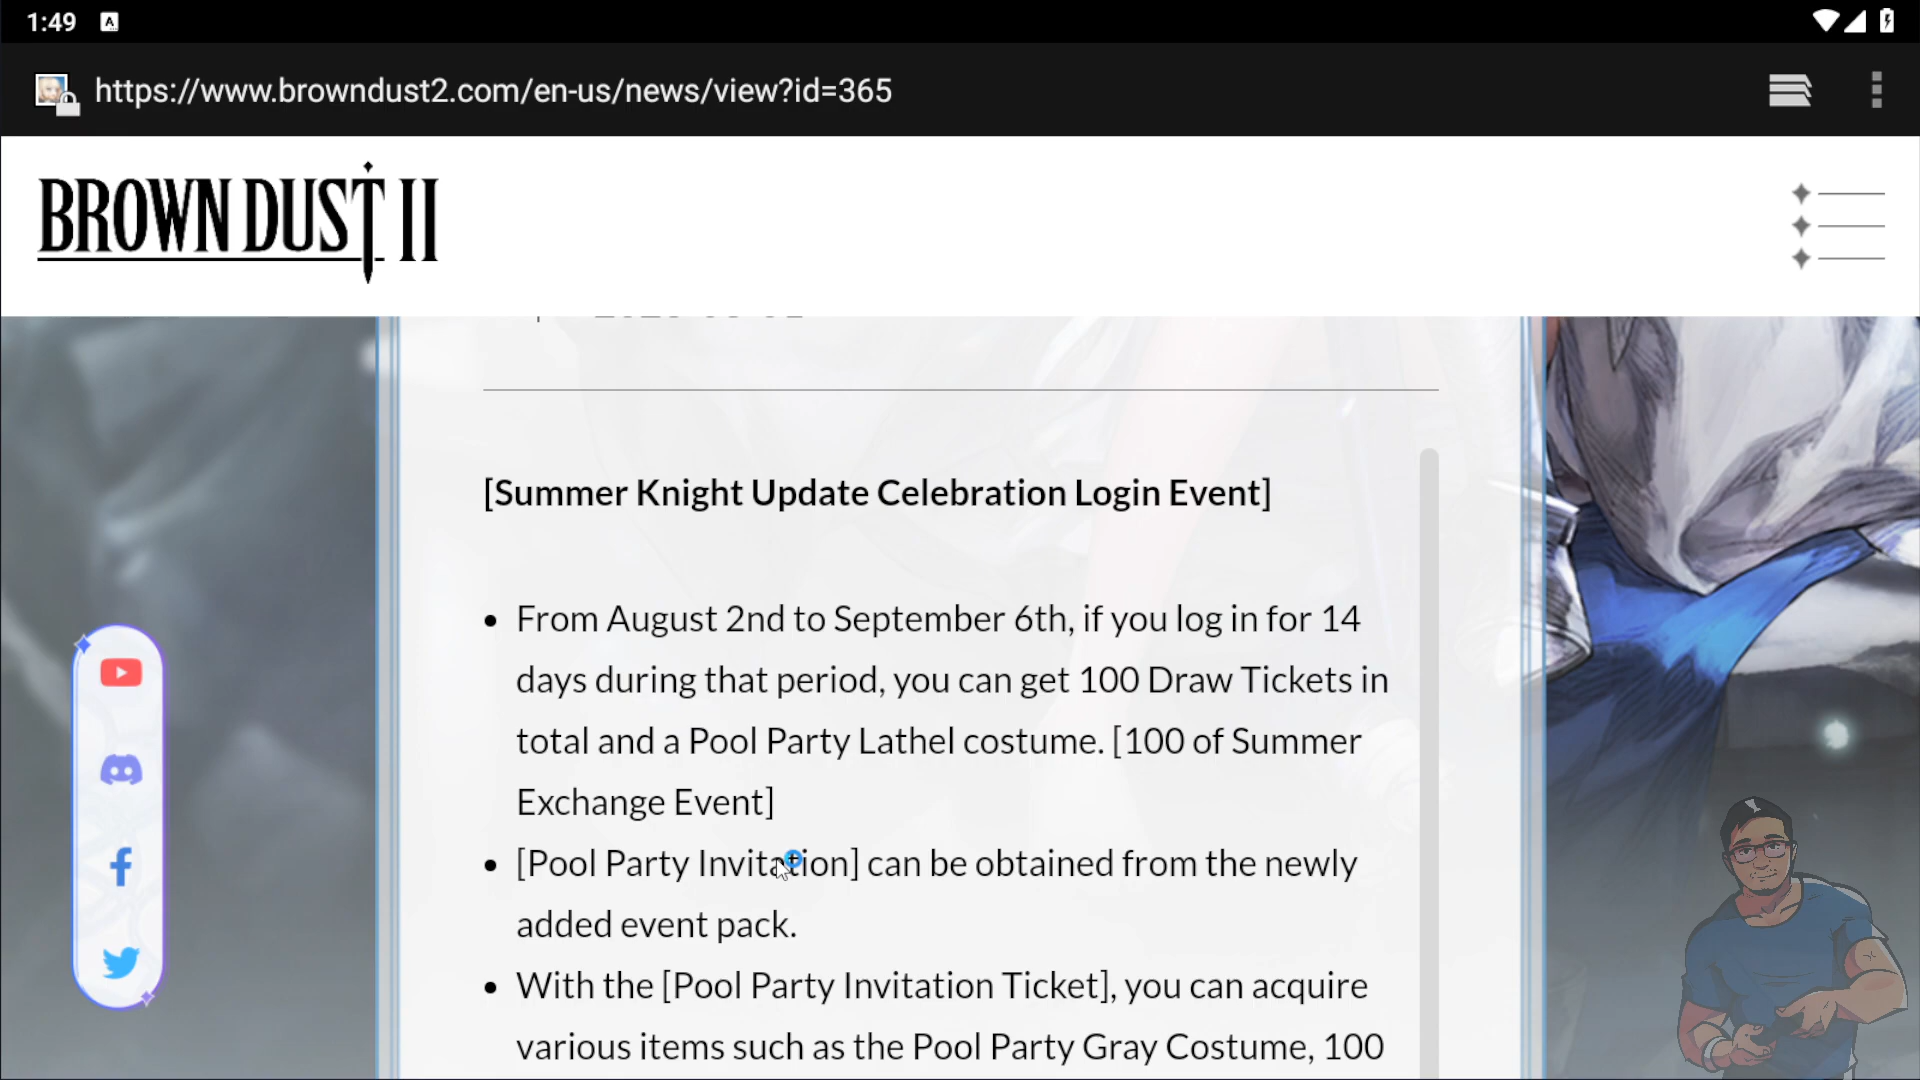 1:49
https://www.browndust2.com/en-us/news/view?id=365
BROWN DUST II
[Summer Knight Update Celebration Login Event]
• From August 2nd to September 6th, if you log in for 14
days during that period, you can get 100 Draw Tickets in
total and a Pool Party Lathel costume. [100 of Summer
Exchange Event]
• [Pool Party Invitation] can be obtained from the newly
added event pack.
• With the [Pool Party Invitation Ticket], you can acquire
various items such as the Pool Party Gray Costume, 100